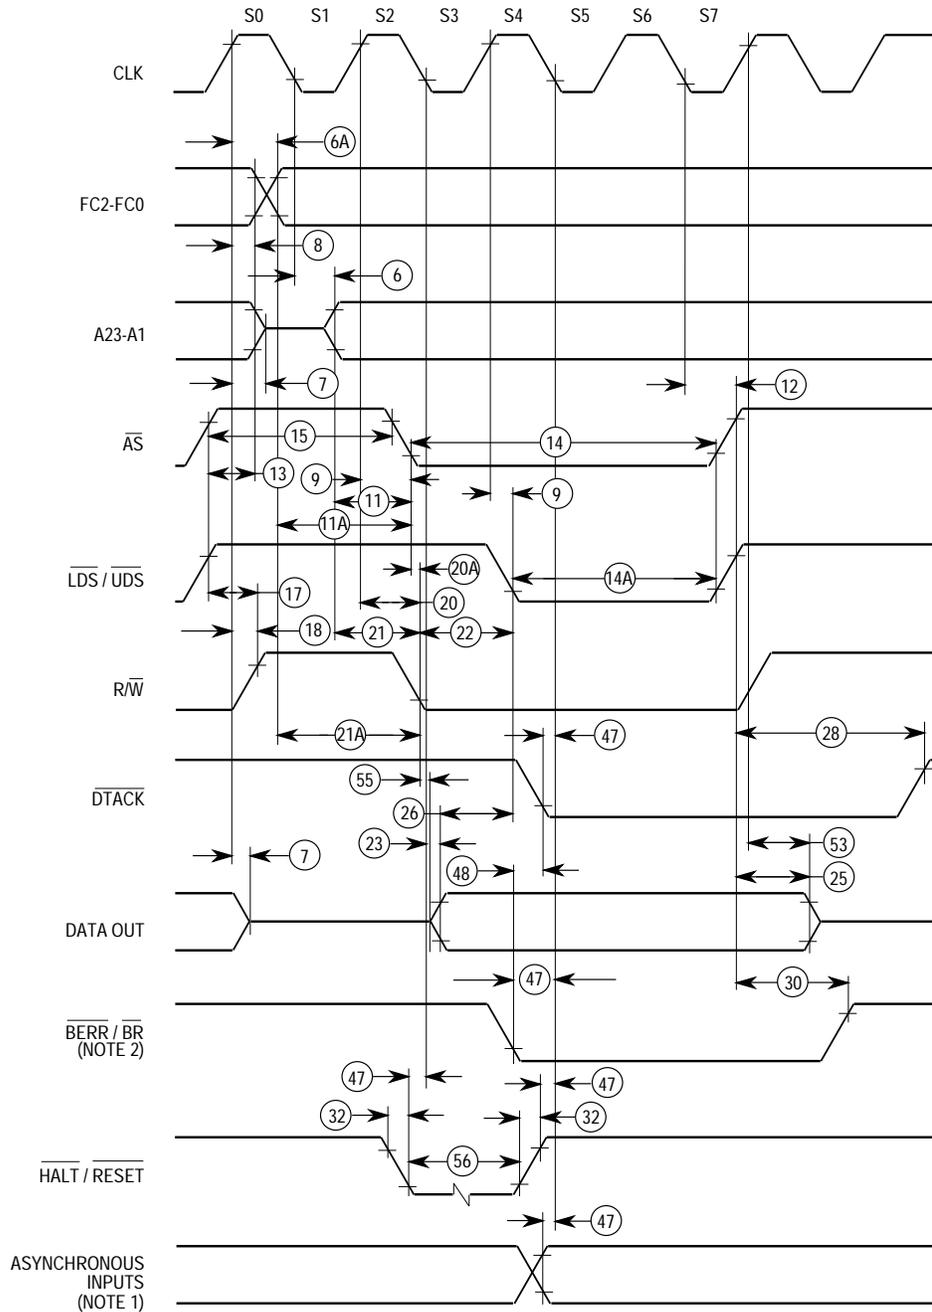 S0 S1 S2 S3 S4 S5 S6 S7
CLK
6A
FC2-FC0
8
6
A23-A1
7 12
AS
15 14
13 9 9
11
11A
LDS / UDS
20A 14A
17 20
18 21 22
R/W
21A 47 28
55
DTACK
26
23 53
7 48 25
DATA OUT
47 30
BERR / BR
(NOTE 2)
47 47
32 32
HALT / RESET
56
47
ASYNCHRONOUS
INPUTS
(NOTE 1)